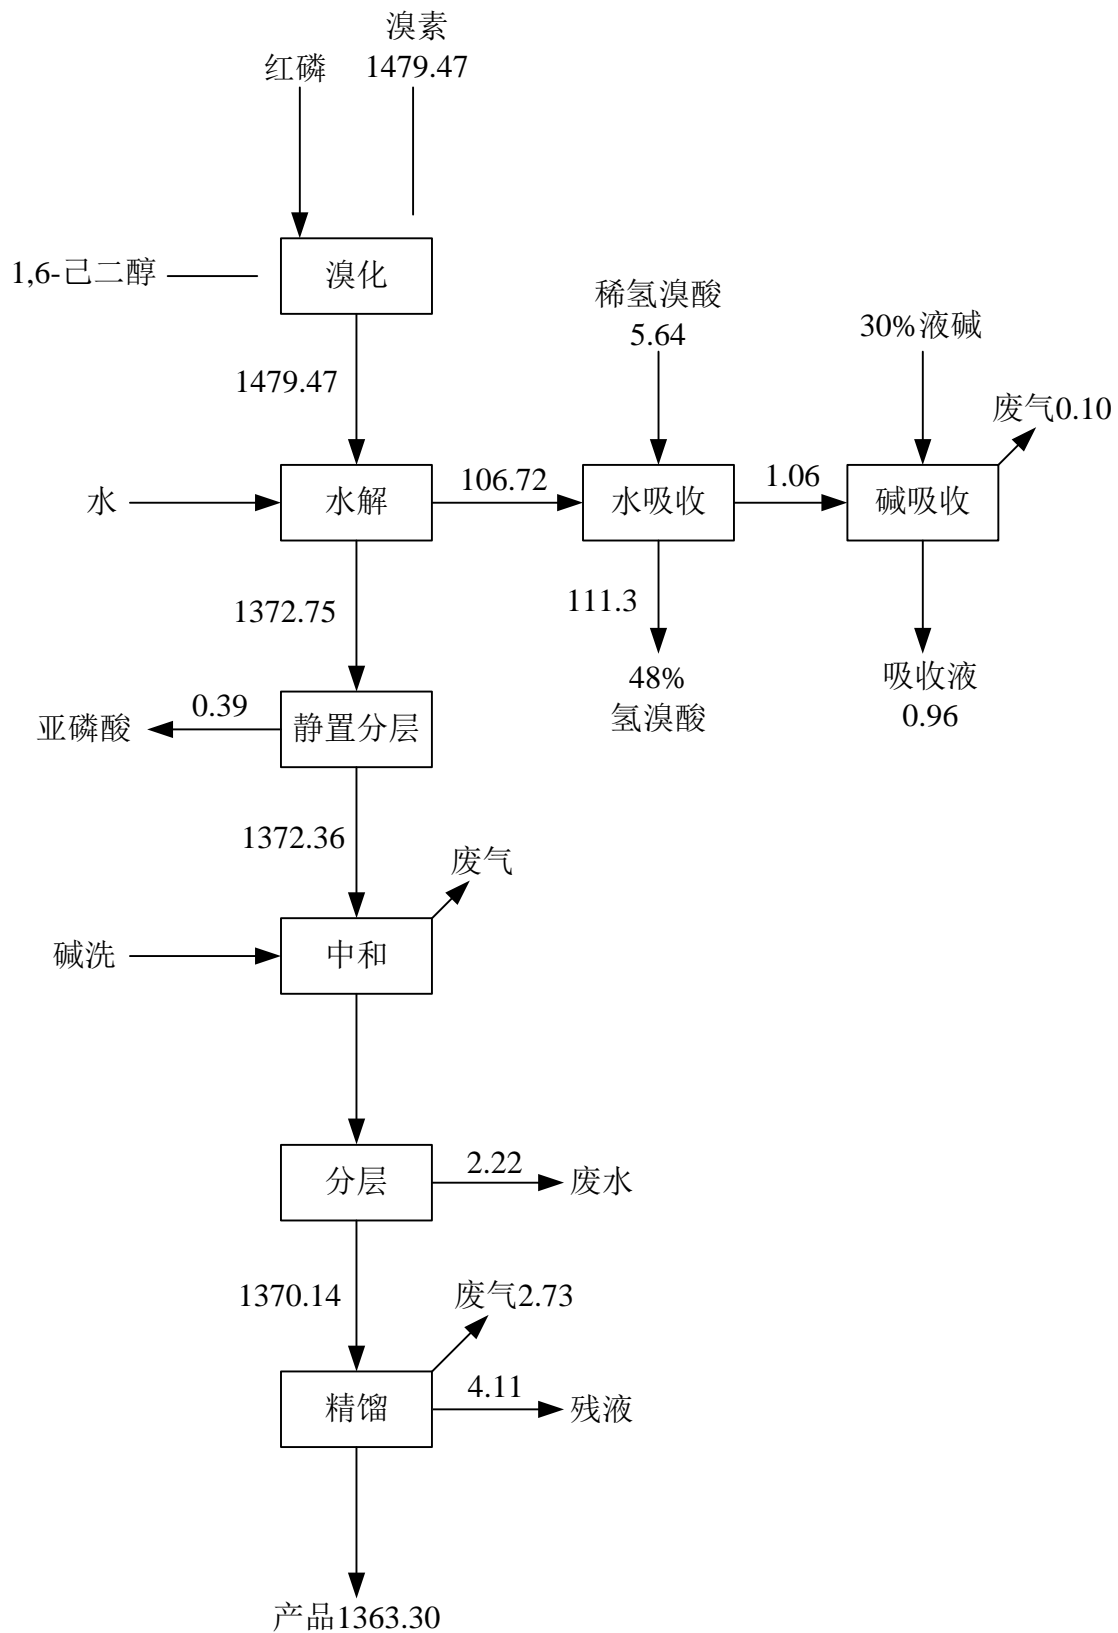 溴素
红磷
1479.47
1,6-己二醇
溴化
稀氢溴酸
5.64
30%液碱
1479.47
废气0.10
水
水解
106.72
水吸收
1.06
碱吸收
1372.75
111.3
48%
氢溴酸
吸收液
0.96
亚磷酸
0.39
静置分层
1372.36
废气
碱洗
中和
分层
2.22
废水
1370.14
废气2.73
精馏
4.11
残液
产品1363.30